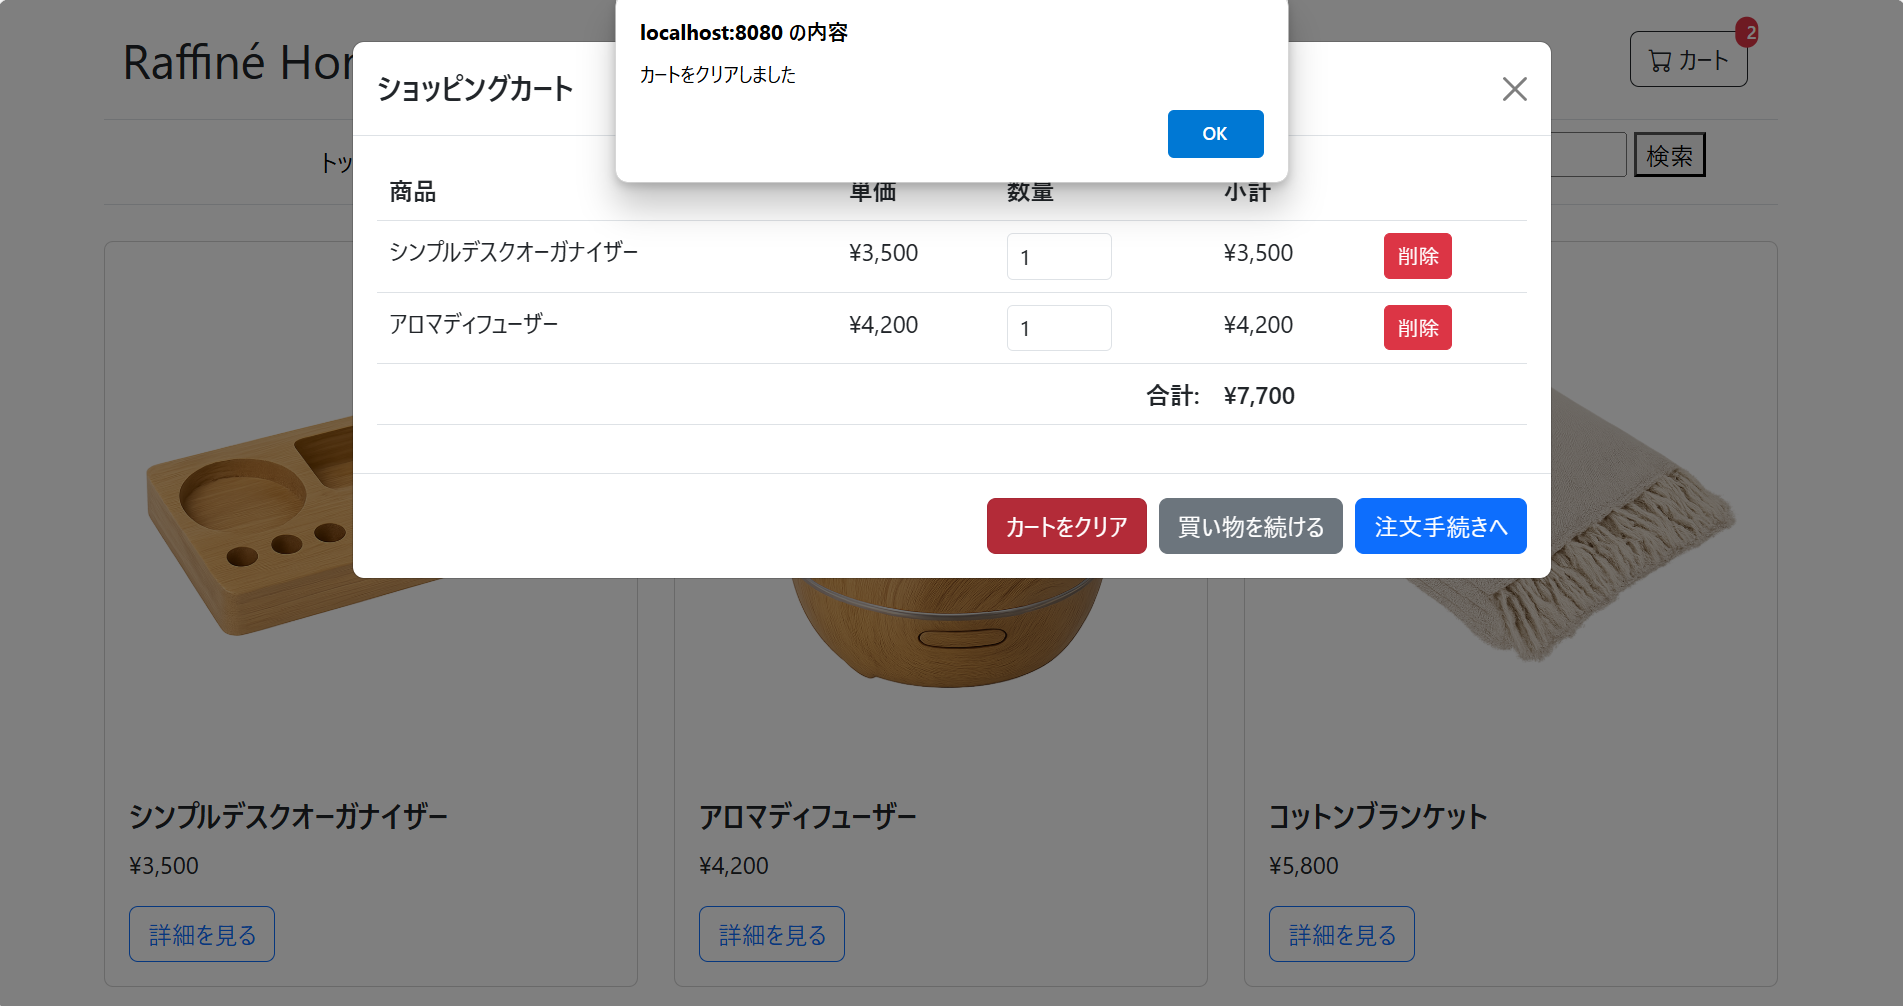 localhost:8080 の内容
カートをクリアしました
OK
Raffiné Hor
2
カート
ショッピングカート
トッ
検索
商品 単価 数量 小計
シンプルデスクオーガナイザー ¥3,500 1 ¥3,500 削除
アロマディフューザー ¥4,200 1 ¥4,200 削除
合計: ¥7,700
カートをクリア 買い物を続ける 注文手続きへ
シンプルデスクオーガナイザー
¥3,500
詳細を見る
アロマディフューザー
¥4,200
詳細を見る
コットンブランケット
¥5,800
詳細を見る